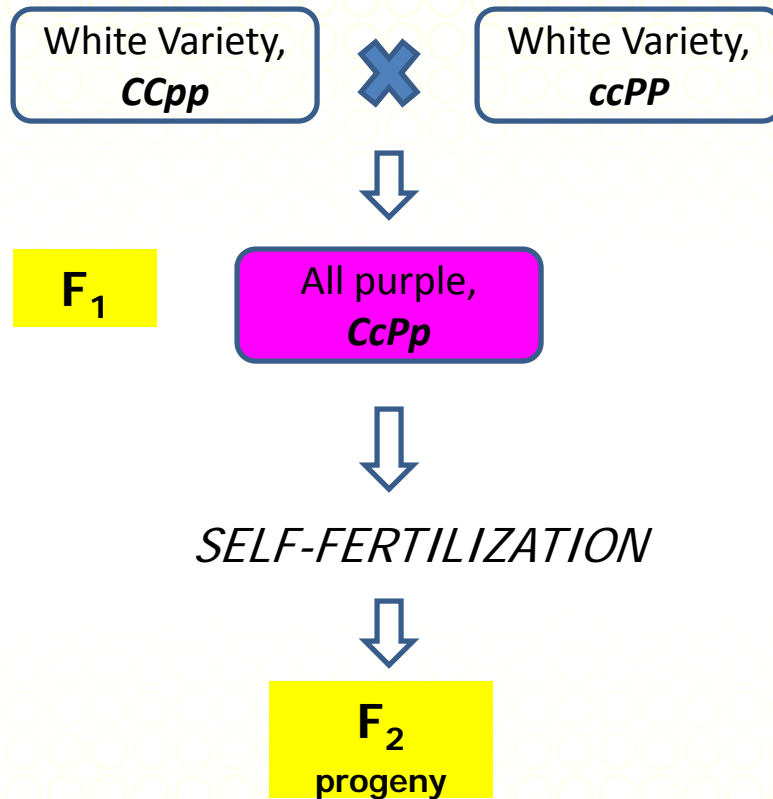 White Variety,
CCpp
White Variety,
ccPP
F₁
All purple,
CcPp
SELF-FERTILIZATION
F₂
progeny